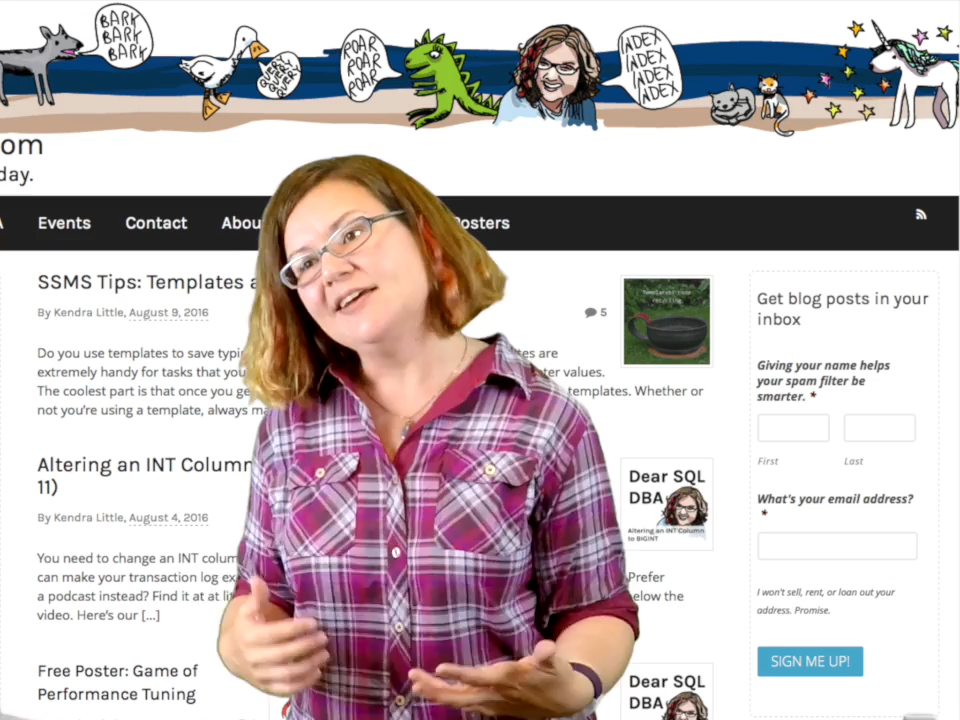 BARK
BARK
BARK
QUERY
QUERY
QUERY
ROAR
ROAR
ROAR
INDEX
INDEX
INDEX
INDEX
om
day.
A Events Contact Abou Posters
SSMS Tips: Templates a
By Kendra Little, August 9, 2016
5
Do you use templates to save typi tes are
extremely handy for tasks that you ter values.
The coolest part is that once you ge templates. Whether or
not you're using a template, always ma
Altering an INT Column
11)
By Kendra Little, August 4, 2016
You need to change an INT colum Prefer
can make your transaction log ex elow the
a podcast instead? Find it at lit
video. Here's our [...]
Dear SQL
DBA
Altering an INT Column
to BIGINT
Free Poster: Game of
Performance Tuning
Dear SQL
DBA
Get blog posts in your
inbox
Giving your name helps
your spam filter be
smarter. *
First Last
What's your email address?
*
I won't sell, rent, or loan out your
address. Promise.
SIGN ME UP!